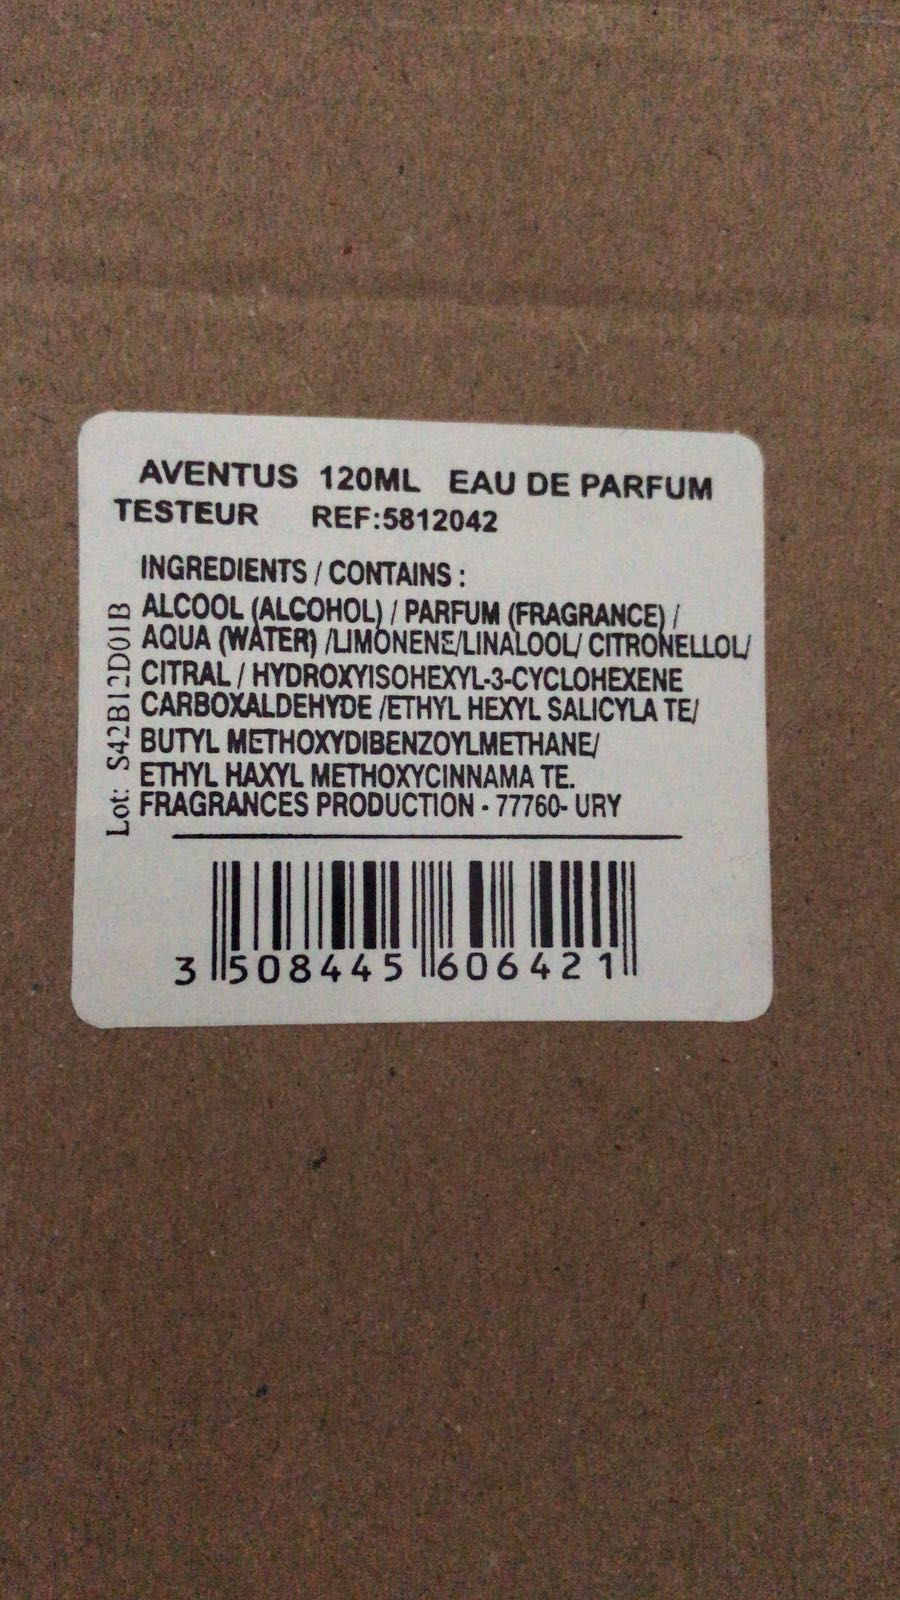 AVENTUS 120ML EAU DE PARFUM
TESTEUR REF:5812042
INGREDIENTS / CONTAINS :
ALCOOL (ALCOHOL) / PARFUM (FRAGRANCE) /
AQUA (WATER) /LIMONENE/LINALOOL/ CITRONELLOL/
CITRAL / HYDROXYISOHEXYL-3-CYCLOHEXENE
CARBOXALDEHYDE /ETHYL HEXYL SALICYLA TE/
BUTYL METHOXYDIBENZOYLMETHANE/
ETHYL HAXYL METHOXYCINNAMA TE.
FRAGRANCES PRODUCTION - 77760- URY
Lot: S42B12D01B
3 508445 606421